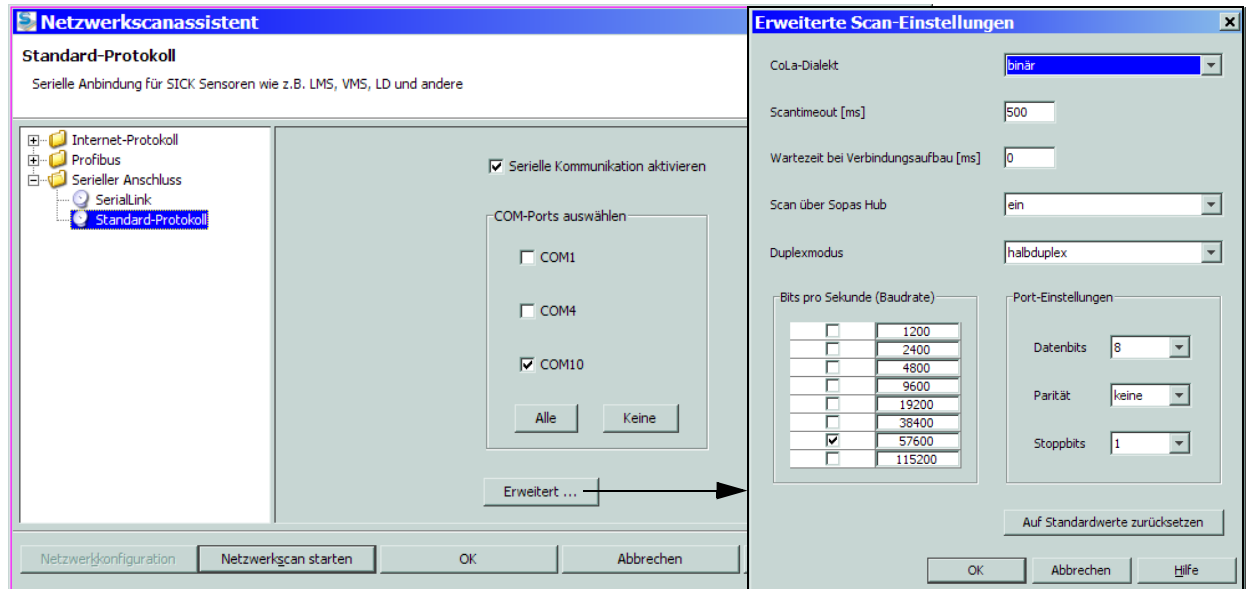 Netzwerkscanassistent
Standard-Protokoll
Serielle Anbindung für SICK Sensoren wie z.B. LMS, VMS, LD und andere
Internet-Protokoll
Profibus
Serieller Anschluss
SerialLink
Standard-Protokoll
Serielle Kommunikation aktivieren
COM-Ports auswählen
COM1
COM4
COM10
Alle Keine
Erweitert ...
Netzwerkkonfiguration Netzwerkscan starten OK Abbrechen
Erweiterte Scan-Einstellungen
CoLa-Dialekt binär
Scantimeout [ms] 500
Wartezeit bei Verbindungsaufbau [ms] 0
Scan über Sopas Hub ein
Duplexmodus halbduplex
Bits pro Sekunde (Baudrate)
1200
2400
4800
9600
19200
38400
57600
115200
Port-Einstellungen
Datenbits 8
Parität keine
Stoppbits 1
Auf Standardwerte zurücksetzen
OK Abbrechen Hilfe